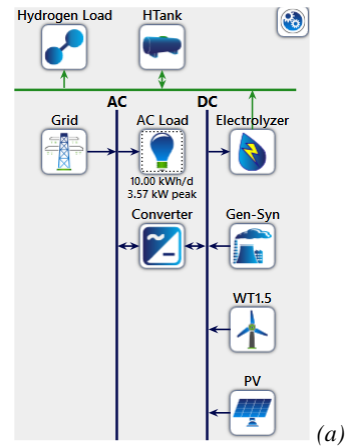 Hydrogen Load HTank
AC DC
Grid AC Load Electrolyzer
10.00 kWh/d
3.57 kW peak
Converter Gen-Syn
WT1.5
PV
(a)